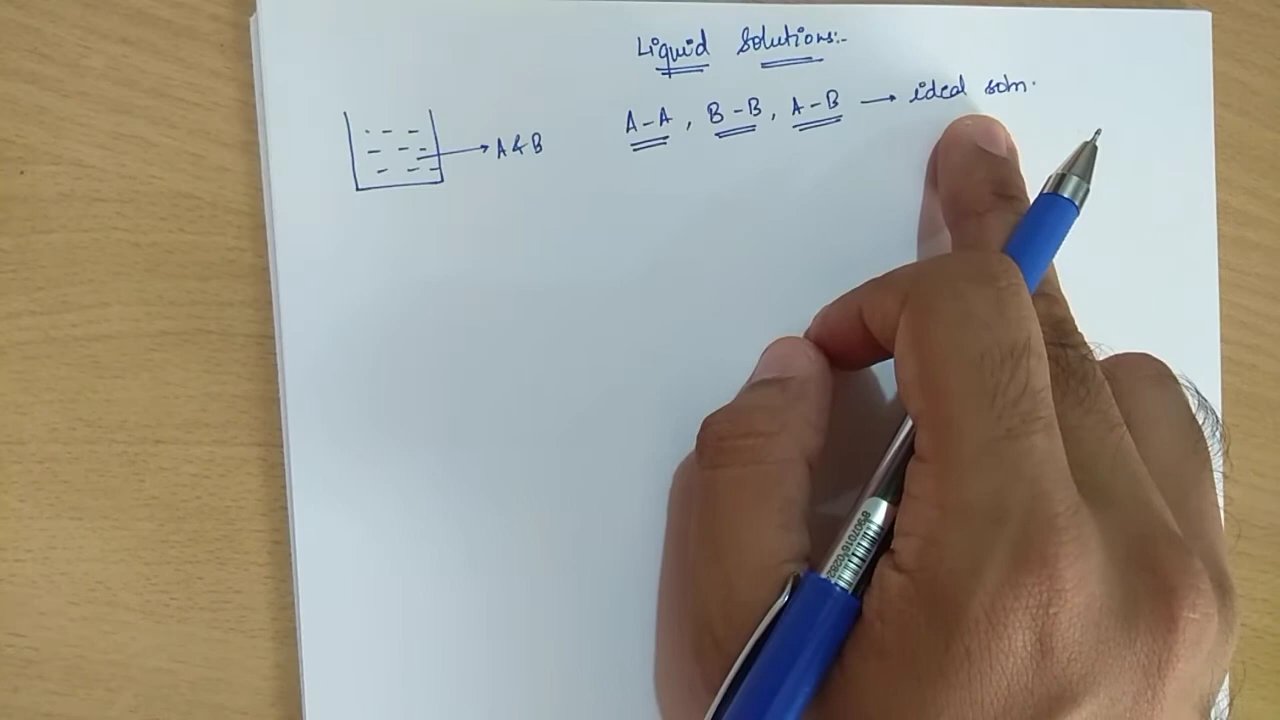 Liquid Solutions:-
A-A, B-B, A-B → ideal soln.
→ A & B